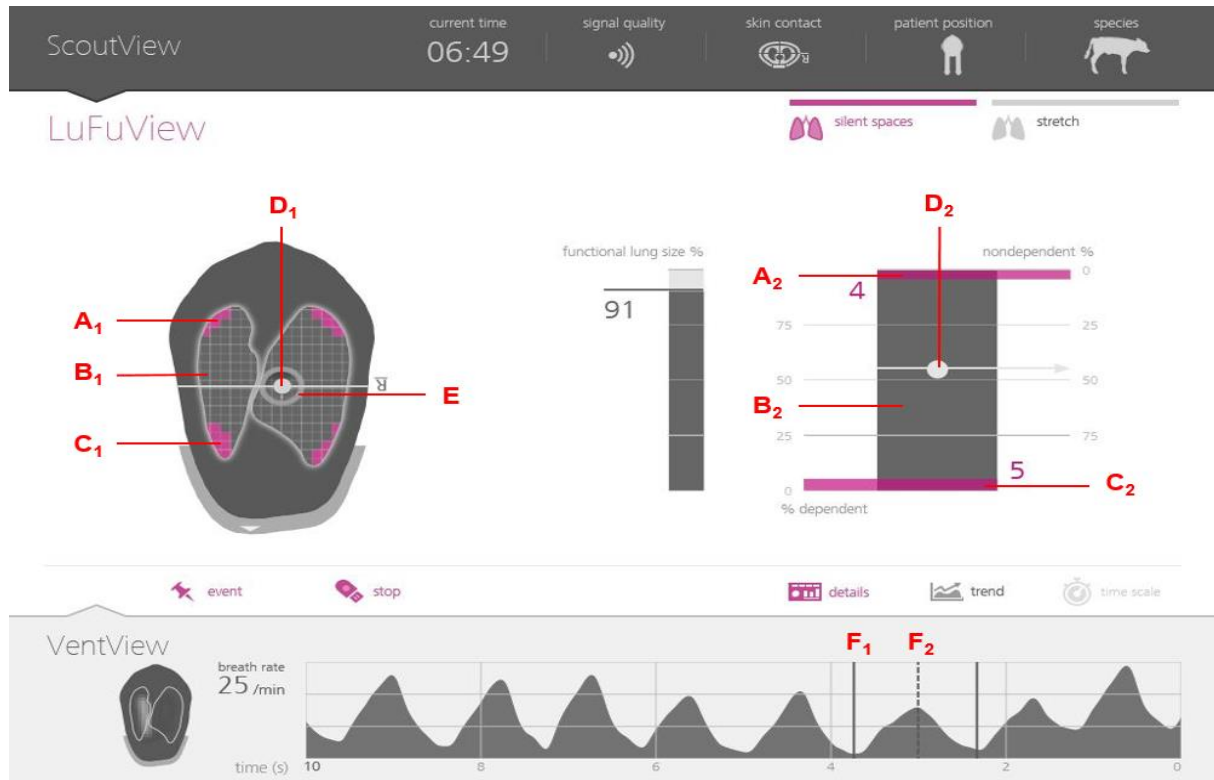 ScoutView
current time
06:49
signal quality
skin contact
R
patient position
species
LuFuView
silent spaces
stretch
D1
D2
functional lung size %
nondependent %
A1
A2
4
0
91
75
25
B1
R
E
50
50
B2
C1
25
75
5
C2
0
% dependent
event
stop
details
trend
time scale
VentView
F1
F2
breath rate
25 /min
time (s)
10
8
6
4
2
0